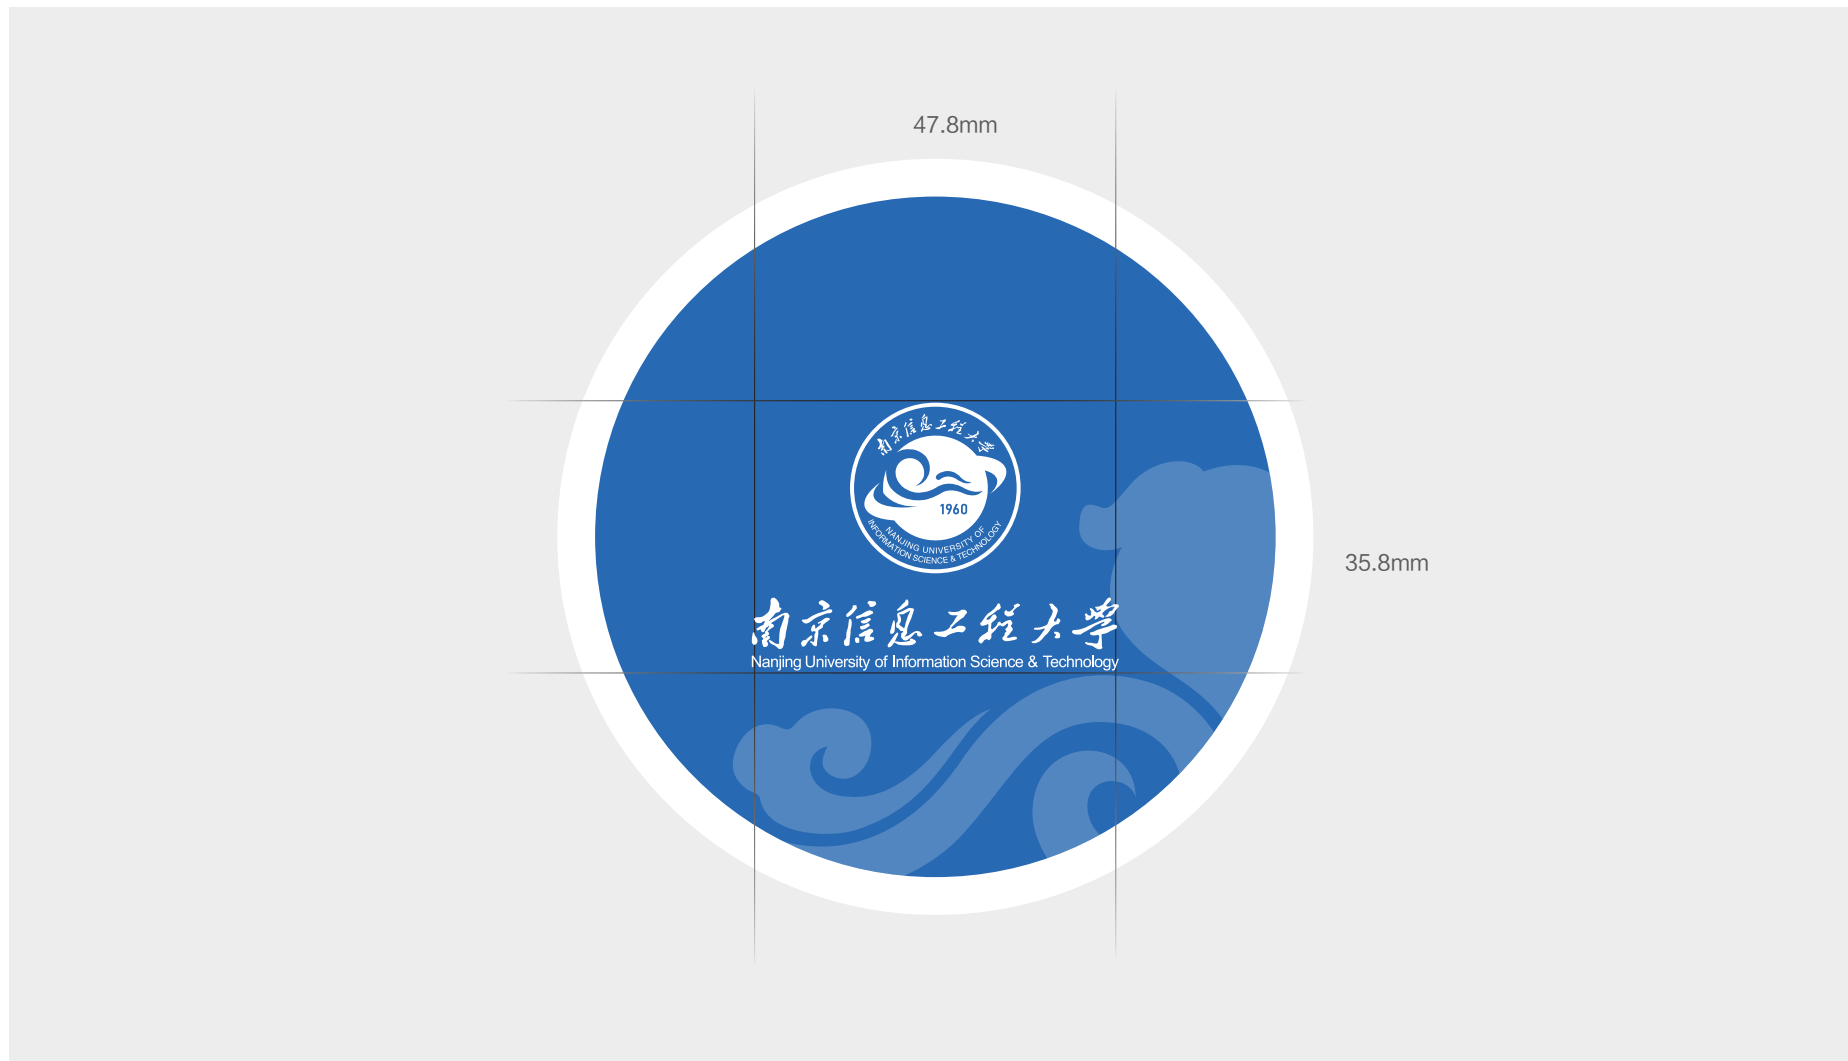 47.8mm
南京信息工程大学
1960
NANJING UNIVERSITY OF
INFORMATION SCIENCE & TECHNOLOGY
35.8mm
南京信息工程大學
Nanjing University of Information Science & Technology